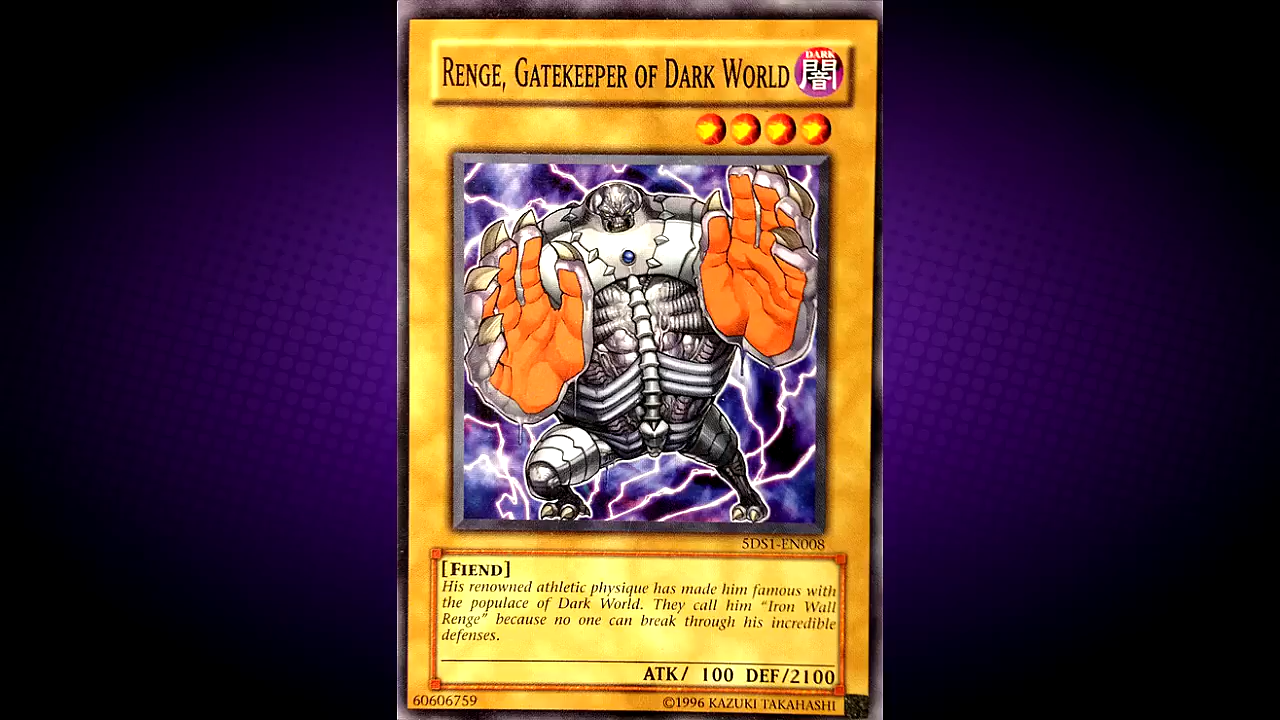 RENGE, GATEKEEPER OF DARK WORLD
DARK
闇
5DS1-EN008
[FIEND]
His renowned athletic physique has made him famous with
the populace of Dark World. They call him “Iron Wall
Renge” because no one can break through his incredible
defenses.
ATK/ 100 DEF/2100
60606759
©1996 KAZUKI TAKAHASHI